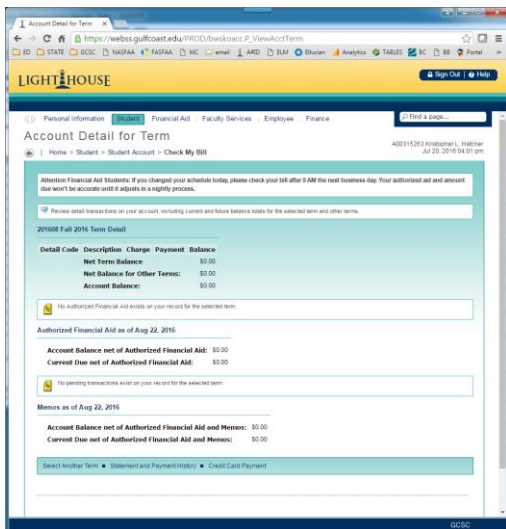 Account Detail for Term
https://webss.gulfcoast.edu/PROD/bwskoacc.P_ViewAcctTerm
ED STATE GCSC NASFAA FASFAA MC email ARED ELM Ellucian Analytics TABLES BC BB Portal
LIGHTHOUSE
Sign Out | Help
Personal Information Student Financial Aid Faculty Services Employee Finance
Find a page...
Account Detail for Term
A00315263 Kristopher L. Hatcher
Jul 20, 2016 04:01 pm
Home > Student > Student Account > Check My Bill
Attention Financial Aid Students: If you changed your schedule today, please check your bill after 9 AM the next business day. Your authorized aid and amount
due won't be accurate until it adjusts in a nightly process.
Review detail transactions on your account, including current and future balance totals for the selected term and other terms.
201608 Fall 2016 Term Detail
Detail Code Description Charge Payment Balance
Net Term Balance $0.00
Net Balance for Other Terms: $0.00
Account Balance: $0.00
No Authorized Financial Aid exists on your record for the selected term.
Authorized Financial Aid as of Aug 22, 2016
Account Balance net of Authorized Financial Aid: $0.00
Current Due net of Authorized Financial Aid: $0.00
No pending transactions exist on your record for the selected term.
Memos as of Aug 22, 2016
Account Balance net of Authorized Financial Aid and Memos: $0.00
Current Due net of Authorized Financial Aid and Memos: $0.00
Select Another Term ■ Statement and Payment History ■ Credit Card Payment
GCSC